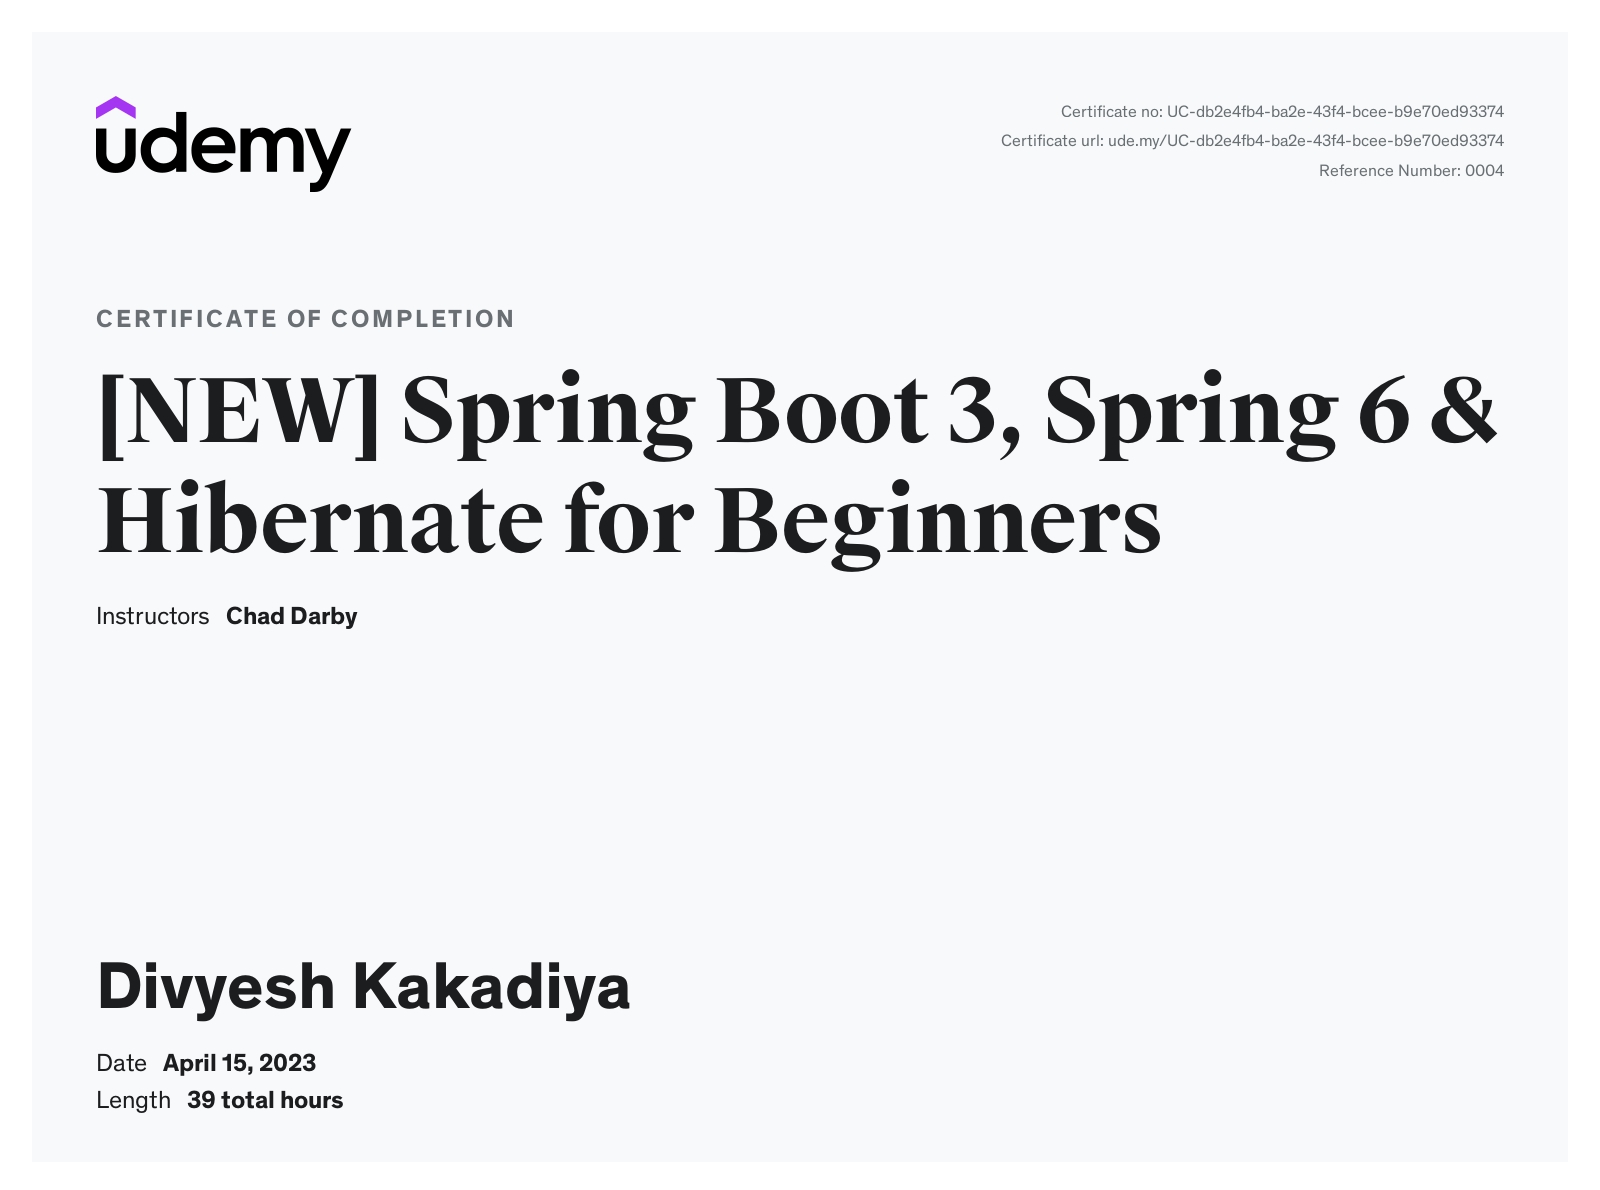 udemy
Certificate no: UC-db2e4fb4-ba2e-43f4-bcee-b9e70ed93374
Certificate url: ude.my/UC-db2e4fb4-ba2e-43f4-bcee-b9e70ed93374
Reference Number: 0004
CERTIFICATE OF COMPLETION
[NEW] Spring Boot 3, Spring 6 &
Hibernate for Beginners
Instructors Chad Darby
Divyesh Kakadiya
Date April 15, 2023
Length 39 total hours